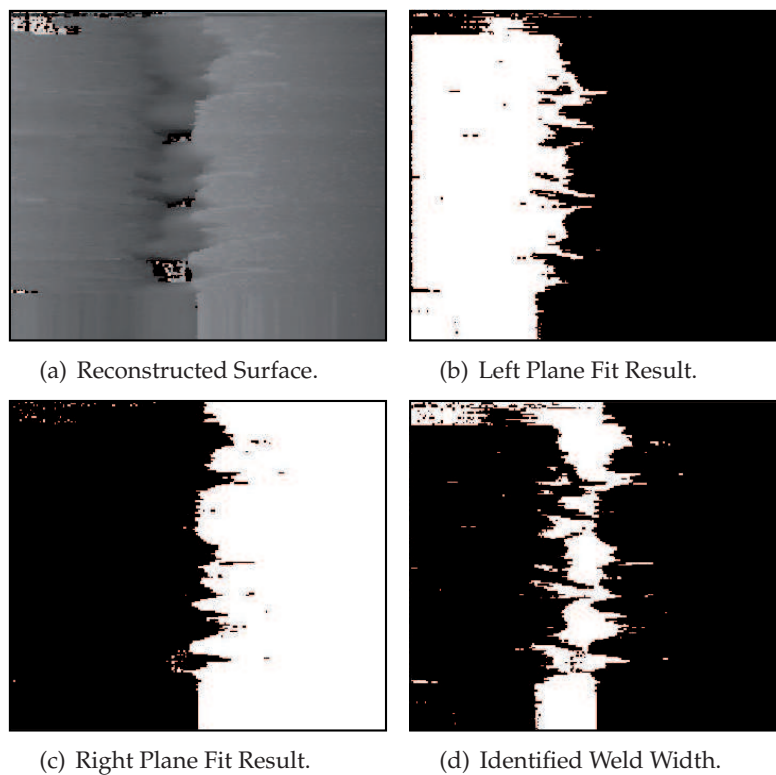 (a) Reconstructed Surface.
(b) Left Plane Fit Result.
(c) Right Plane Fit Result.
(d) Identified Weld Width.